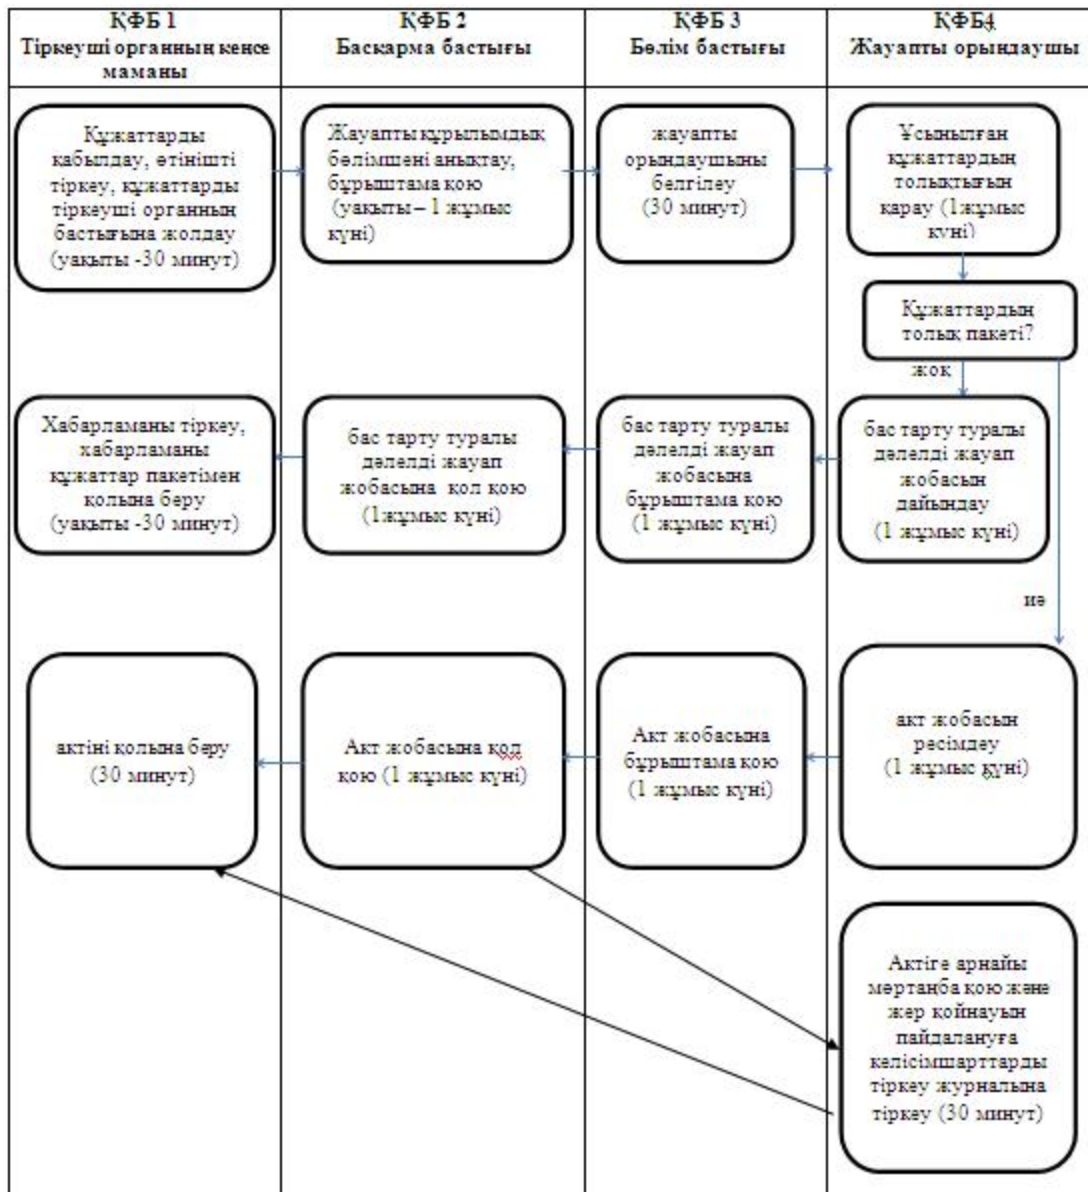 ҚФБ 1
Тіркеуші органның кеңсе
маманы
ҚФБ 2
Басқарма бастығы
ҚФБ 3
Бөлім бастығы
ҚФБ4
Жауапты орындаушы
Құжаттарды
қабылдау, өтінішті
тіркеу, құжаттарды
тіркеуші органның
бастығына жолдау
(уақыты -30 минут)
Жауапты құрылымдық
бөлімшені анықтау,
бұрыштама қою
(уақыты – 1 жұмыс
күні)
жауапты
орындаушыны
белгілеу
(30 минут)
Ұсынылған
құжаттардың
толықтығын
қарау (1жұмыс
күні)
Құжаттардың
толық пакеті?
жоқ
Хабарламаны тіркеу,
хабарламаны
құжаттар пакетімен
қолына беру
(уақыты -30 минут)
бас тарту туралы
дәлелді жауап
жобасына қол қою
(1жұмыс күні)
бас тарту туралы
дәлелді жауап
жобасына
бұрыштама қою
(1 жұмыс күні)
бас тарту туралы
дәлелді жауап
жобасын
дайындау
(1 жұмыс күні)
иә
актіні қолына беру
(30 минут)
Акт жобасына қол
қою (1 жұмыс күні)
Акт жобасына
бұрыштама қою
(1 жұмыс күні)
акт жобасын
ресімдеу
(1 жұмыс күні)
Актіге арнайы
мөртаңба қою және
жер қойнауын
пайдалануға
келісімшарттарды
тіркеу журналына
тіркеу (30 минут)